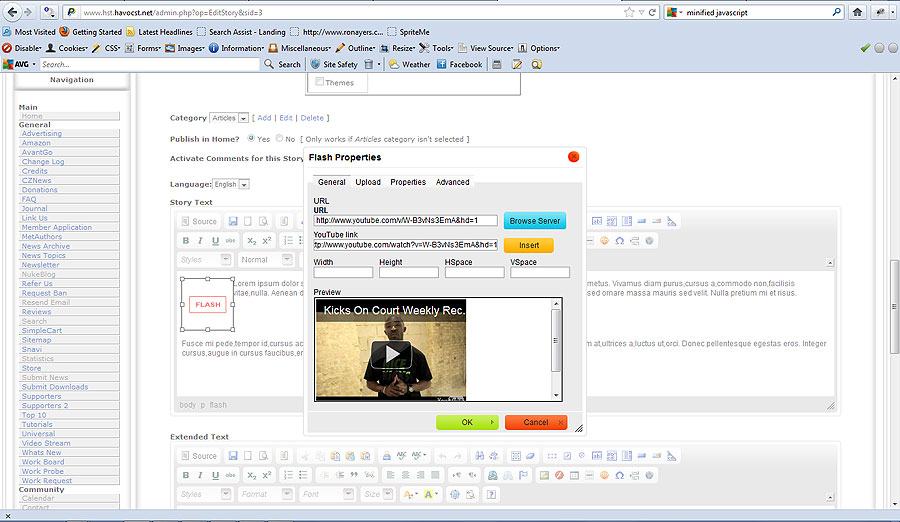 www.hst.havocst.net/admin.php?op=EditStory&sid=3
minified javascript
Most Visited Getting Started Latest Headlines Search Assist - Landing http://www.ronayers.c... SpriteMe
Disable Cookies CSS Forms Images Information Miscellaneous Outline Resize Tools View Source Options
AVG Search... Search Site Safety Weather Facebook
Navigation
Main
Home
General
Advertising
Amazon
AvantGo
Change Log
Credits
CZNews
Donations
FAQ
Journal
Link Us
Member Application
MetAuthors
News Archive
News Topics
Newsletter
NukeBlog
Refer Us
Request Ban
Resend Email
Reviews
Search
SimpleCart
Sitemap
Snavi
Statistics
Store
Submit News
Submit Downloads
Supporters
Supporters 2
Top 10
Tutorials
Universal
Video Stream
Whats New
Work Board
Work Probe
Work Request
Community
Calendar
Contact
Themes
Category Articles [ Add | Edit | Delete ]
Publish in Home? Yes No [ Only works if Articles category isn't selected ]
Activate Comments for this Story
Language: English
Story Text
Source
B I U abc X2 X2
Styles Normal
FLASH
Lorem ipsum dolor s
metus. Vivamus diam purus,cursus a,commodo non,facilisis
vitae,nulla. Aenean d
sed ornare massa mauris sed velit. Nulla pretium mi et risus.
Fusce mi pede,tempor id,cursus ac
m at,ultrices a,luctus ut,orci. Donec pellentesque egestas eros. Integer
cursus,augue in cursus faucibus,er
body p flash
Flash Properties
General Upload Properties Advanced
URL
URL
http://www.youtube.com/v/W-B3vNs3EmA&hd=1 Browse Server
YouTube link
tp://www.youtube.com/watch?v=W-B3vNs3EmA&hd=1 Insert
Width Height HSpace VSpace
Preview
Kicks On Court Weekly Rec...
OK Cancel
Extended Text
Source
B I U abc X2 X2
Styles Format Font Size